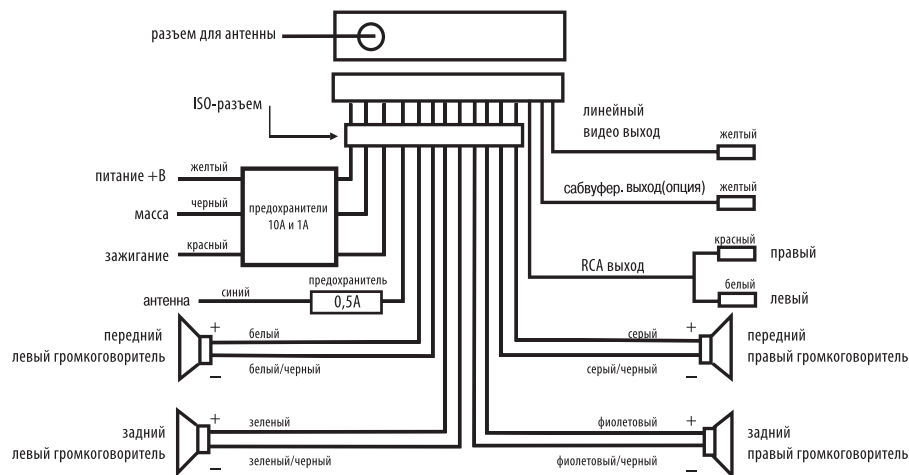 разъем для антенны
ISO-разъем
линейный
видео выход
желтый
питание +В
желтый
масса
черный
предохранители
10А и 1А
зажигание
красный
сабвуфер. выход(опция)
желтый
красный
правый
RCA выход
белый
левый
антенна
синий
предохранитель
0,5А
передний
левый громкоговоритель
+
белый
белый/черный
–
серый
+
серый/черный
–
передний
правый громкоговоритель
задний
левый громкоговоритель
+
зеленый
зеленый/черный
–
фиолетовый
+
фиолетовый/черный
–
задний
правый громкоговоритель